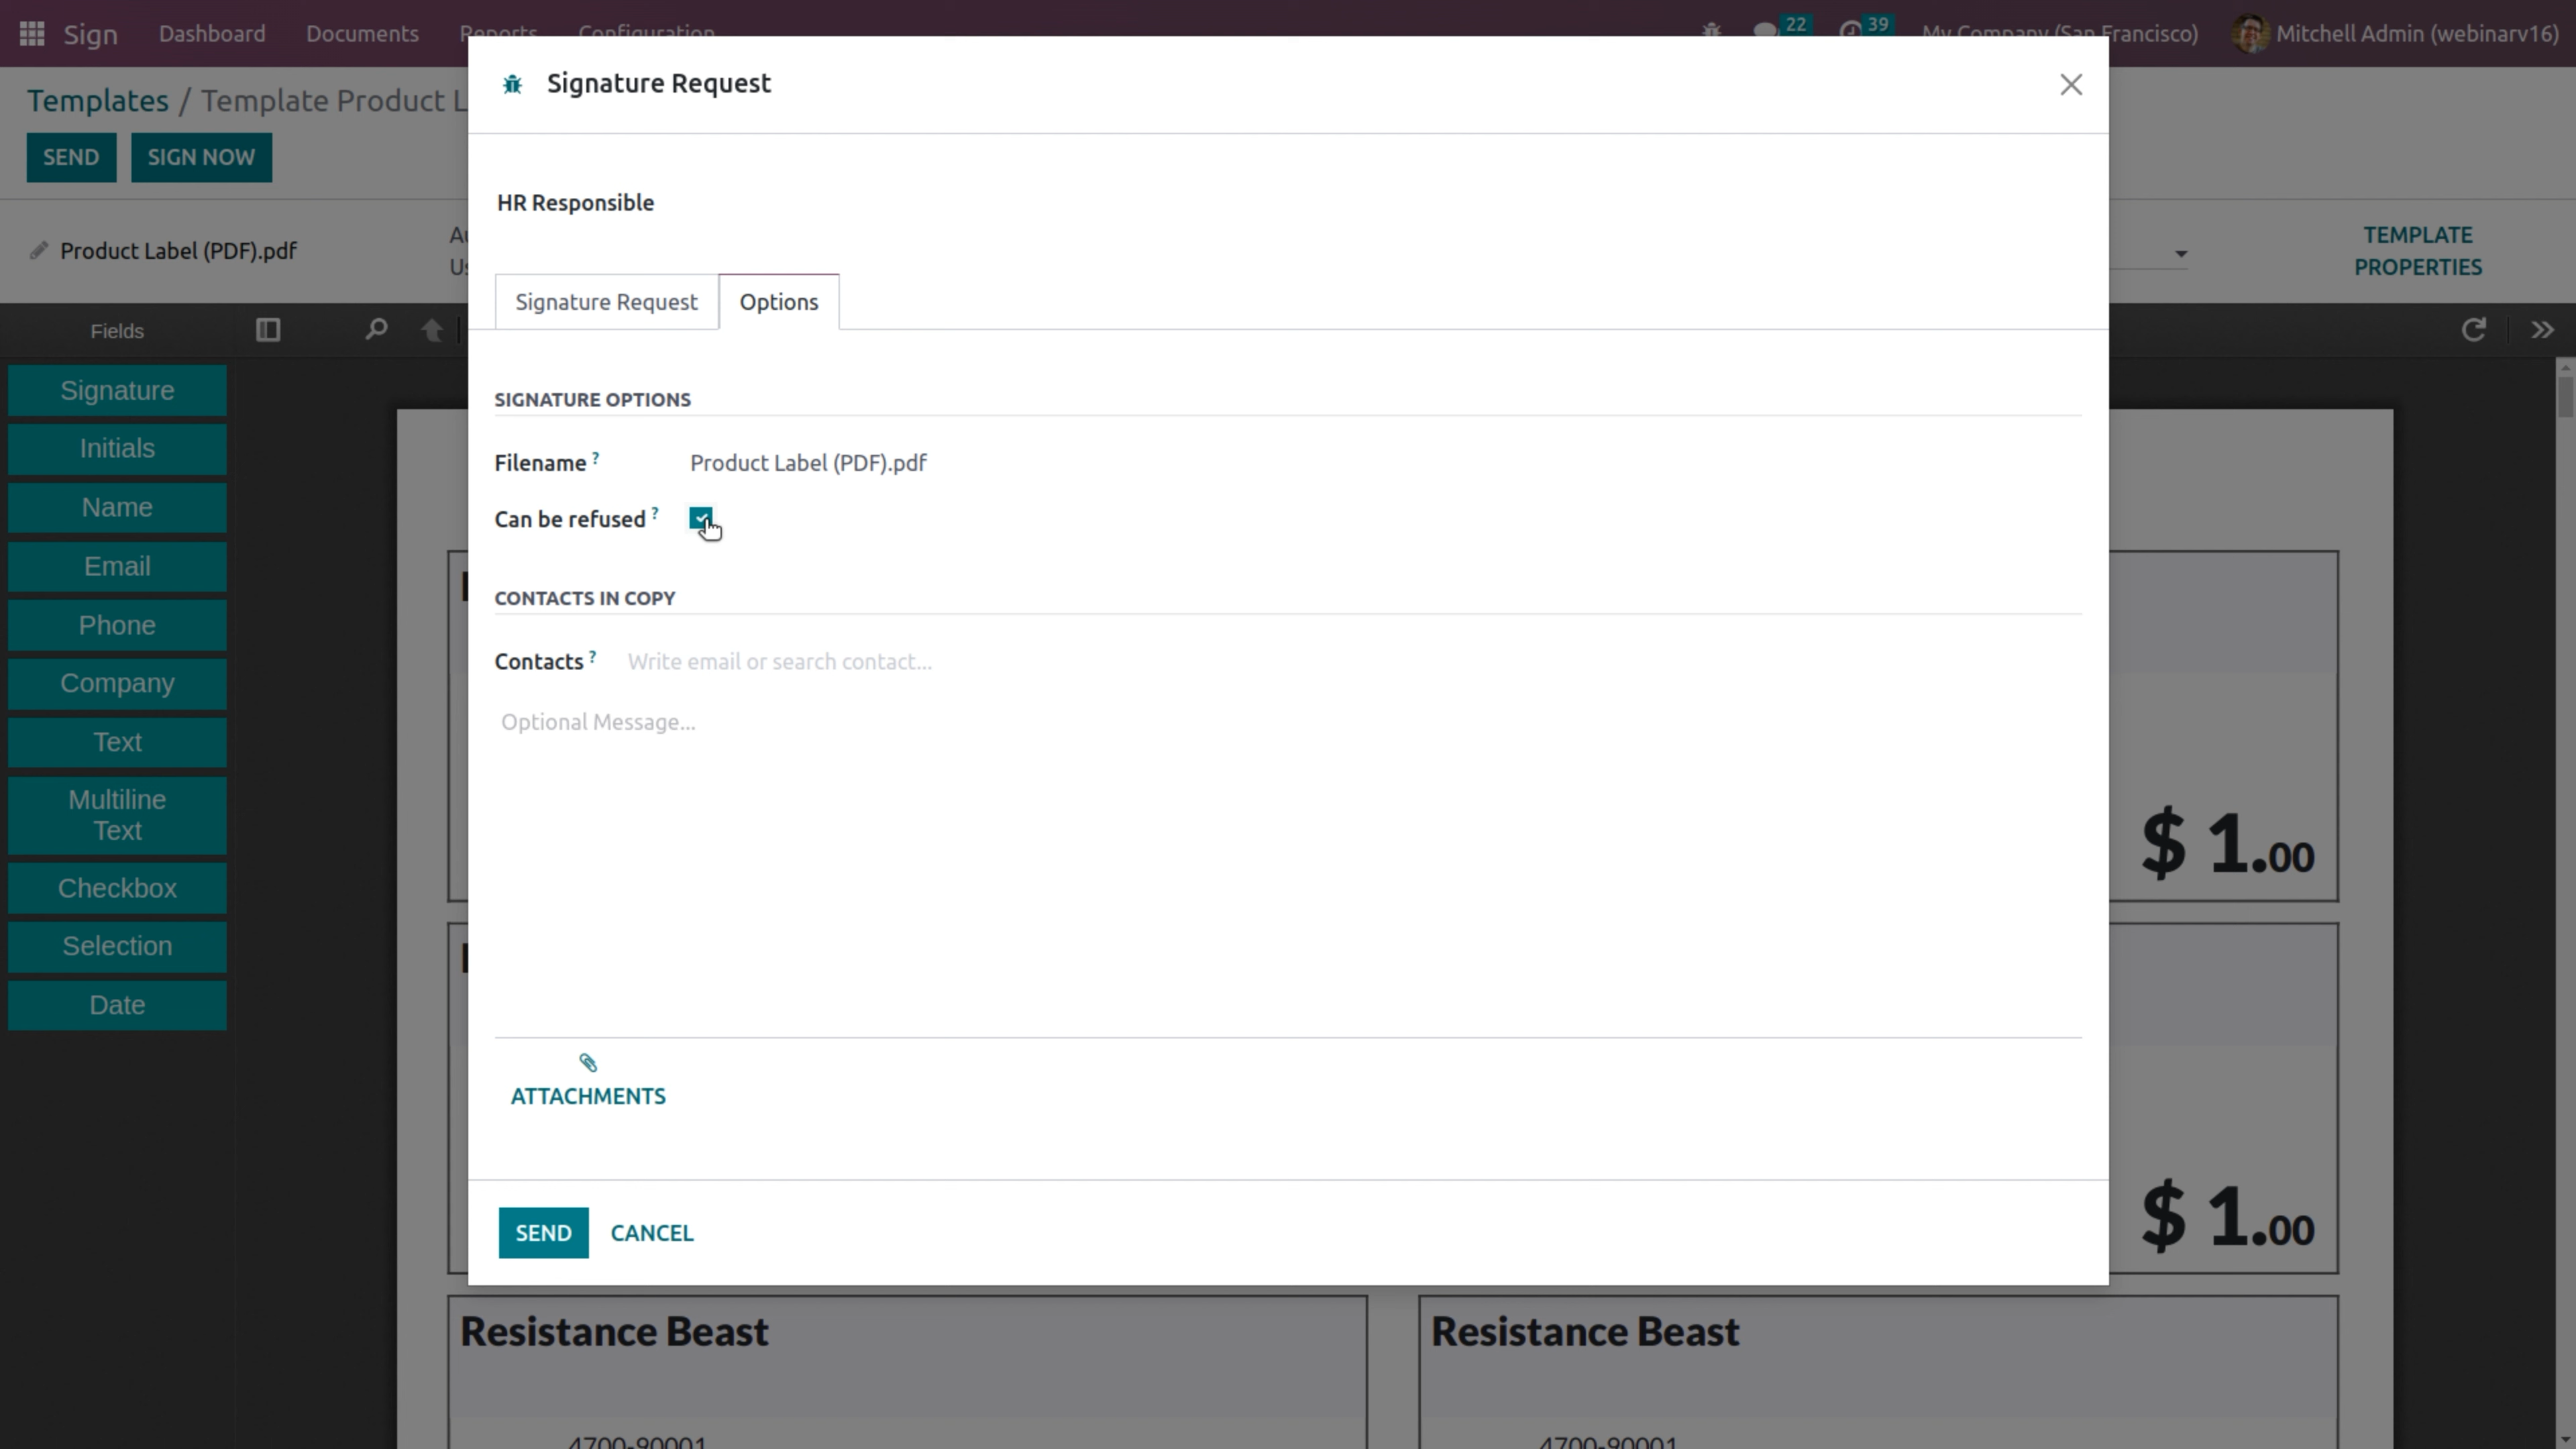 Sign
Dashboard
Documents
Reports
Configuration
22
39
My Company (San Francisco)
Mitchell Admin (webinarv16)
Templates / Template Product L
SEND
SIGN NOW
Product Label (PDF).pdf
TEMPLATE
PROPERTIES
Fields
Signature
Initials
Name
Email
Phone
Company
Text
Multiline
Text
Checkbox
Selection
Date
Signature Request
HR Responsible
Signature Request
Options
SIGNATURE OPTIONS
Filename ?
Product Label (PDF).pdf
Can be refused ?
CONTACTS IN COPY
Contacts ?
Write email or search contact...
Optional Message...
ATTACHMENTS
SEND
CANCEL
$ 1.00
$ 1.00
Resistance Beast
Resistance Beast
4700-90001
4700-90001